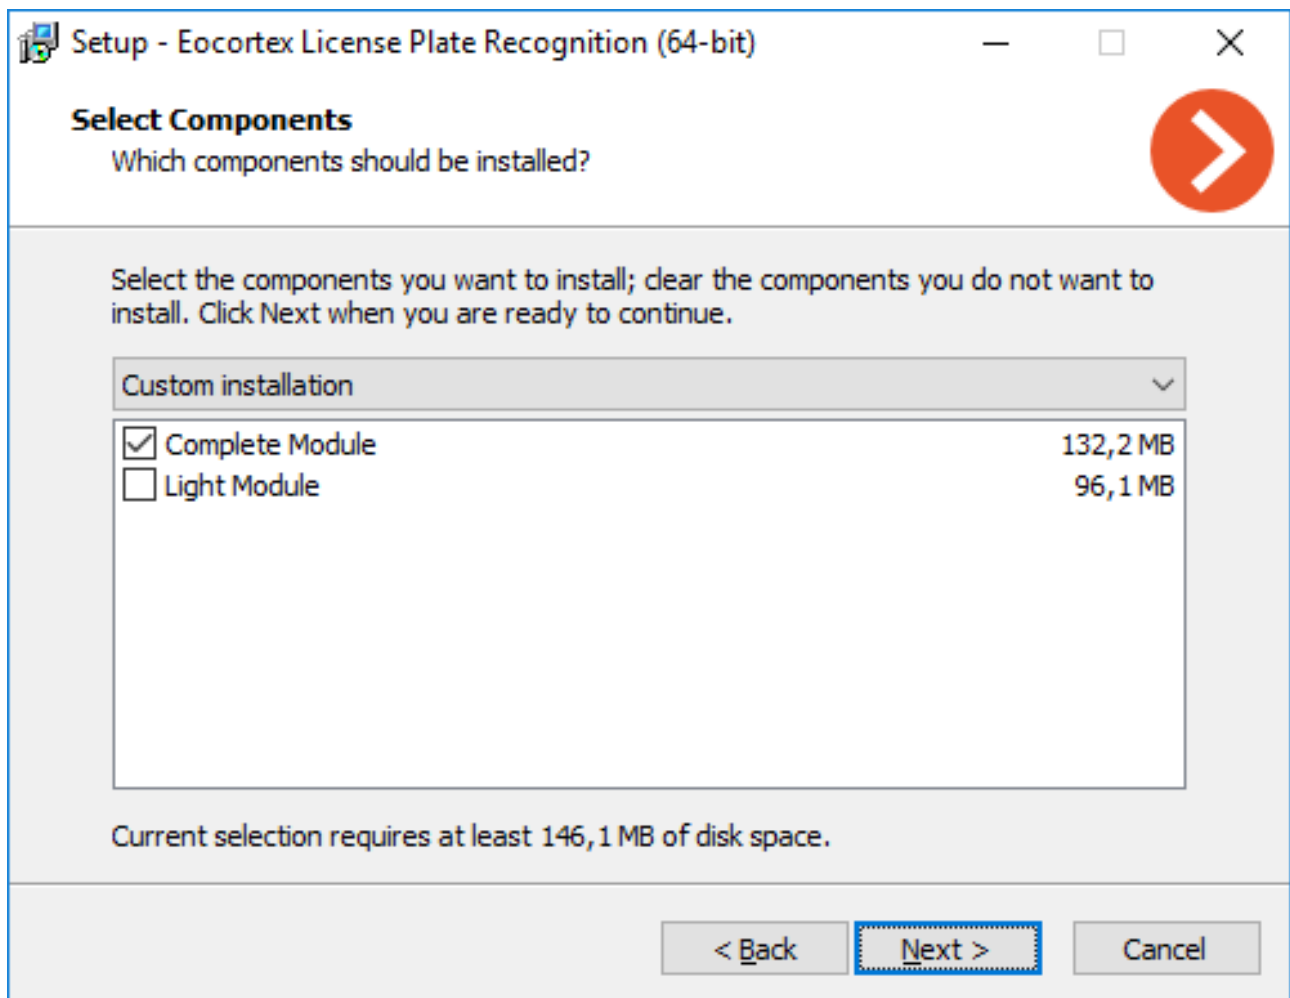 Setup - Eocortex License Plate Recognition (64-bit)
Select Components
Which components should be installed?
Select the components you want to install; clear the components you do not want to
install. Click Next when you are ready to continue.
Custom installation
Complete Module 132,2 MB
Light Module 96,1 MB
Current selection requires at least 146,1 MB of disk space.
< Back Next > Cancel